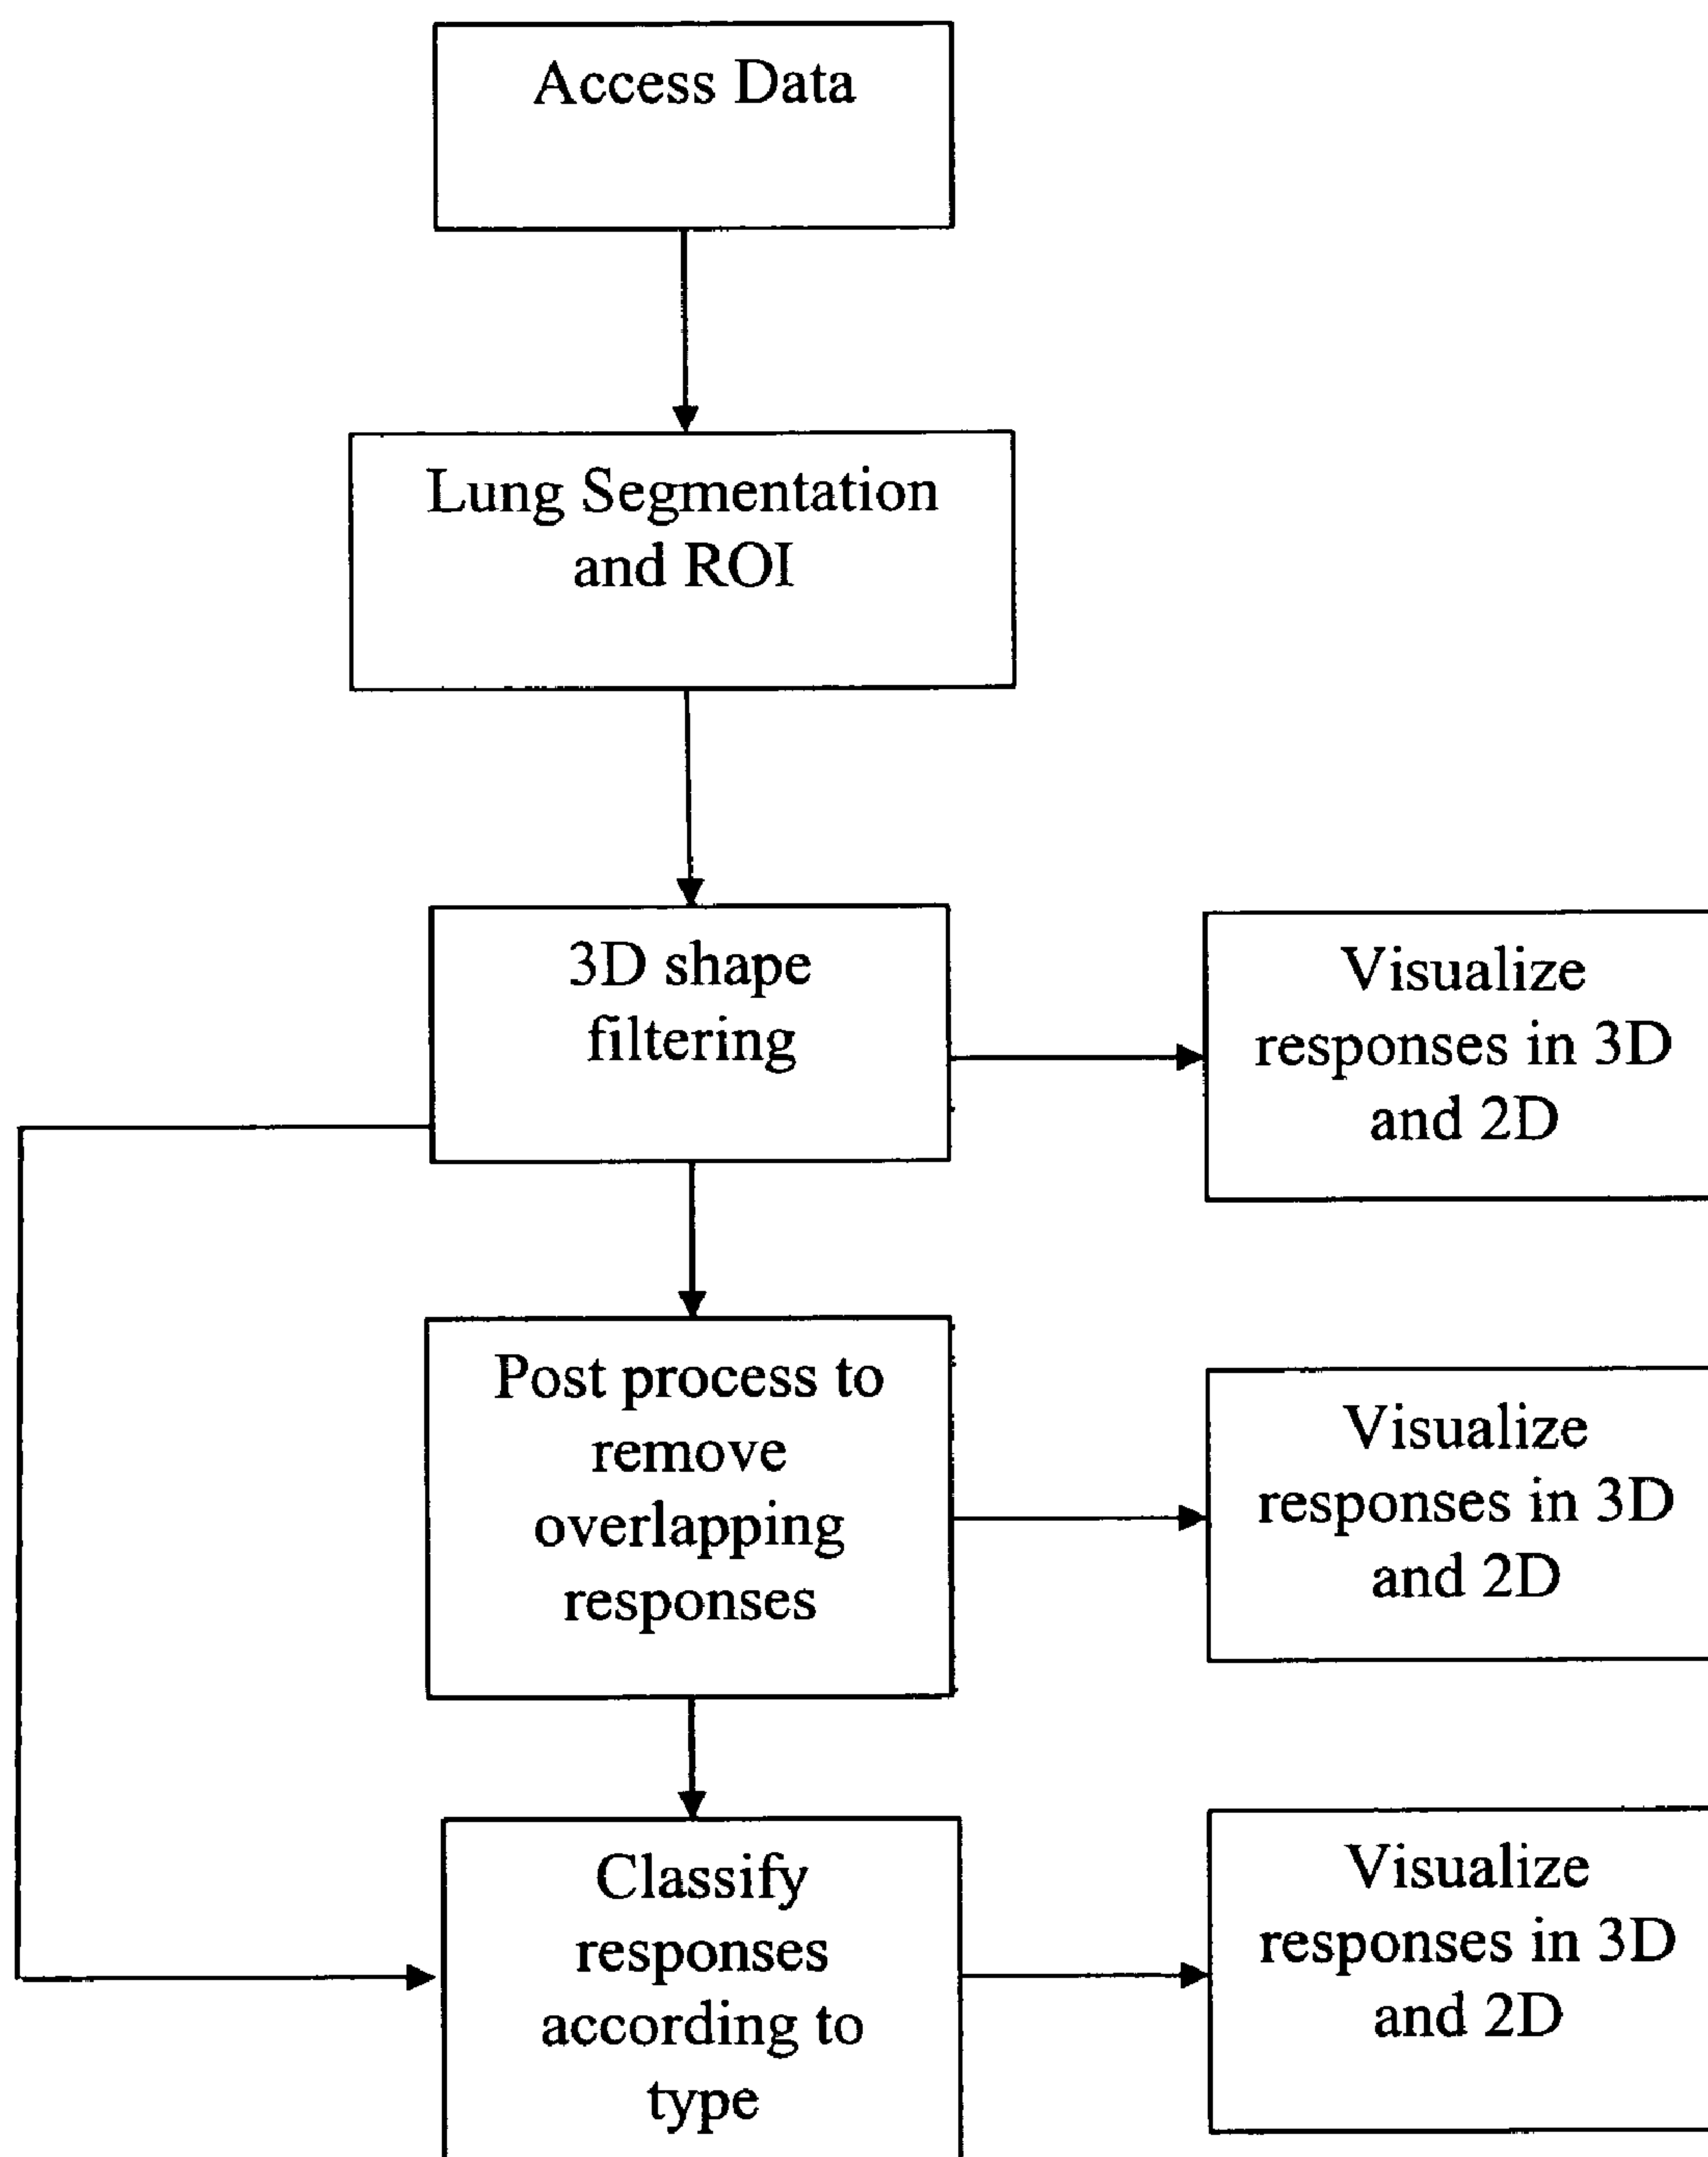 Access Data
Lung Segmentation
and ROI
3D shape
filtering
Visualize
responses in 3D
and 2D
Post process to
remove
overlapping
responses
Visualize
responses in 3D
and 2D
Classify
responses
according to
type
Visualize
responses in 3D
and 2D